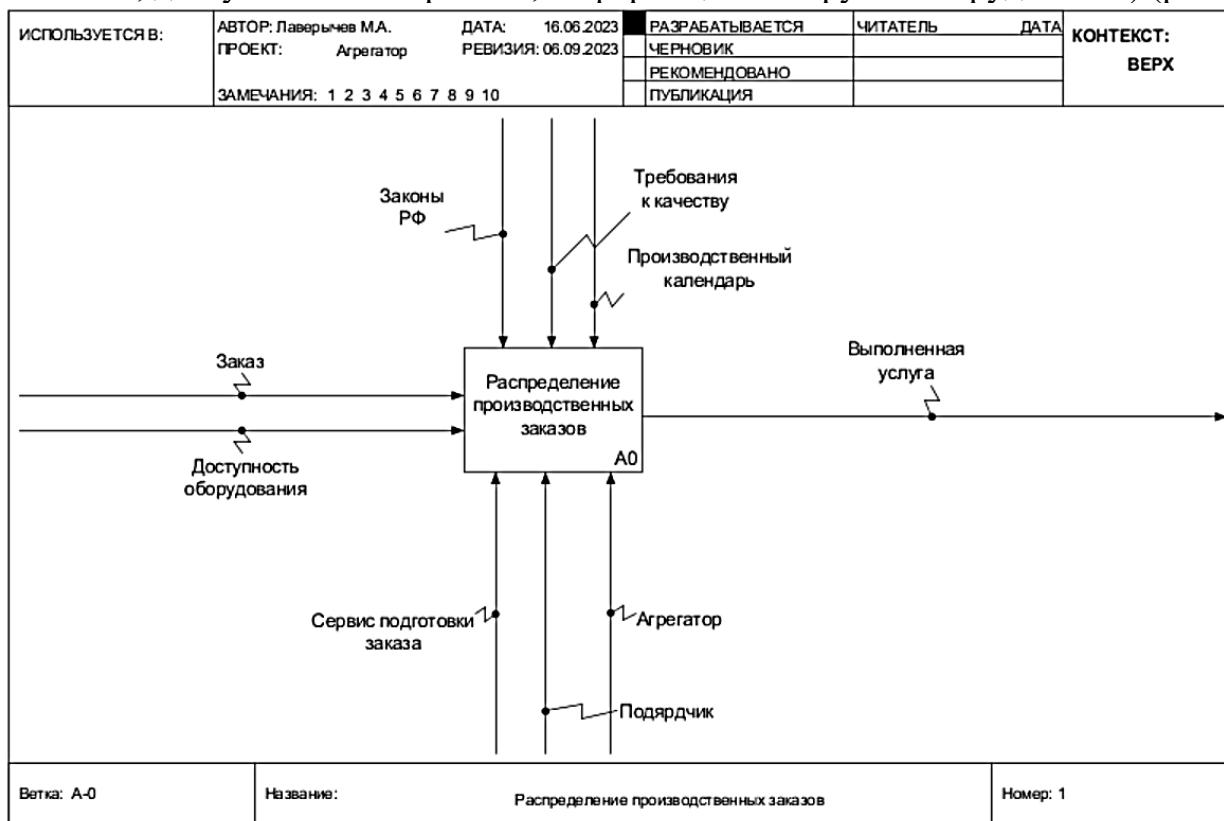 ИСПОЛЬЗУЕТСЯ В:
АВТОР: Лаверычев М.А. ДАТА: 16.06.2023
ПРОЕКТ: Агрегатор РЕВИЗИЯ: 06.09.2023
ЗАМЕЧАНИЯ: 1 2 3 4 5 6 7 8 9 10
РАЗРАБАТЫВАЕТСЯ
ЧЕРНОВИК
РЕКОМЕНДОВАНО
ПУБЛИКАЦИЯ
ЧИТАТЕЛЬ ДАТА
КОНТЕКСТ:
ВЕРХ
Законы
РФ
Требования
к качеству
Производственный
календарь
Заказ
Доступность
оборудования
Распределение
производственных
заказов
A0
Выполненная
услуга
Сервис подготовки
заказа
Агрегатор
Подярдчик
Ветка: A-0
Название:
Распределение производственных заказов
Номер: 1